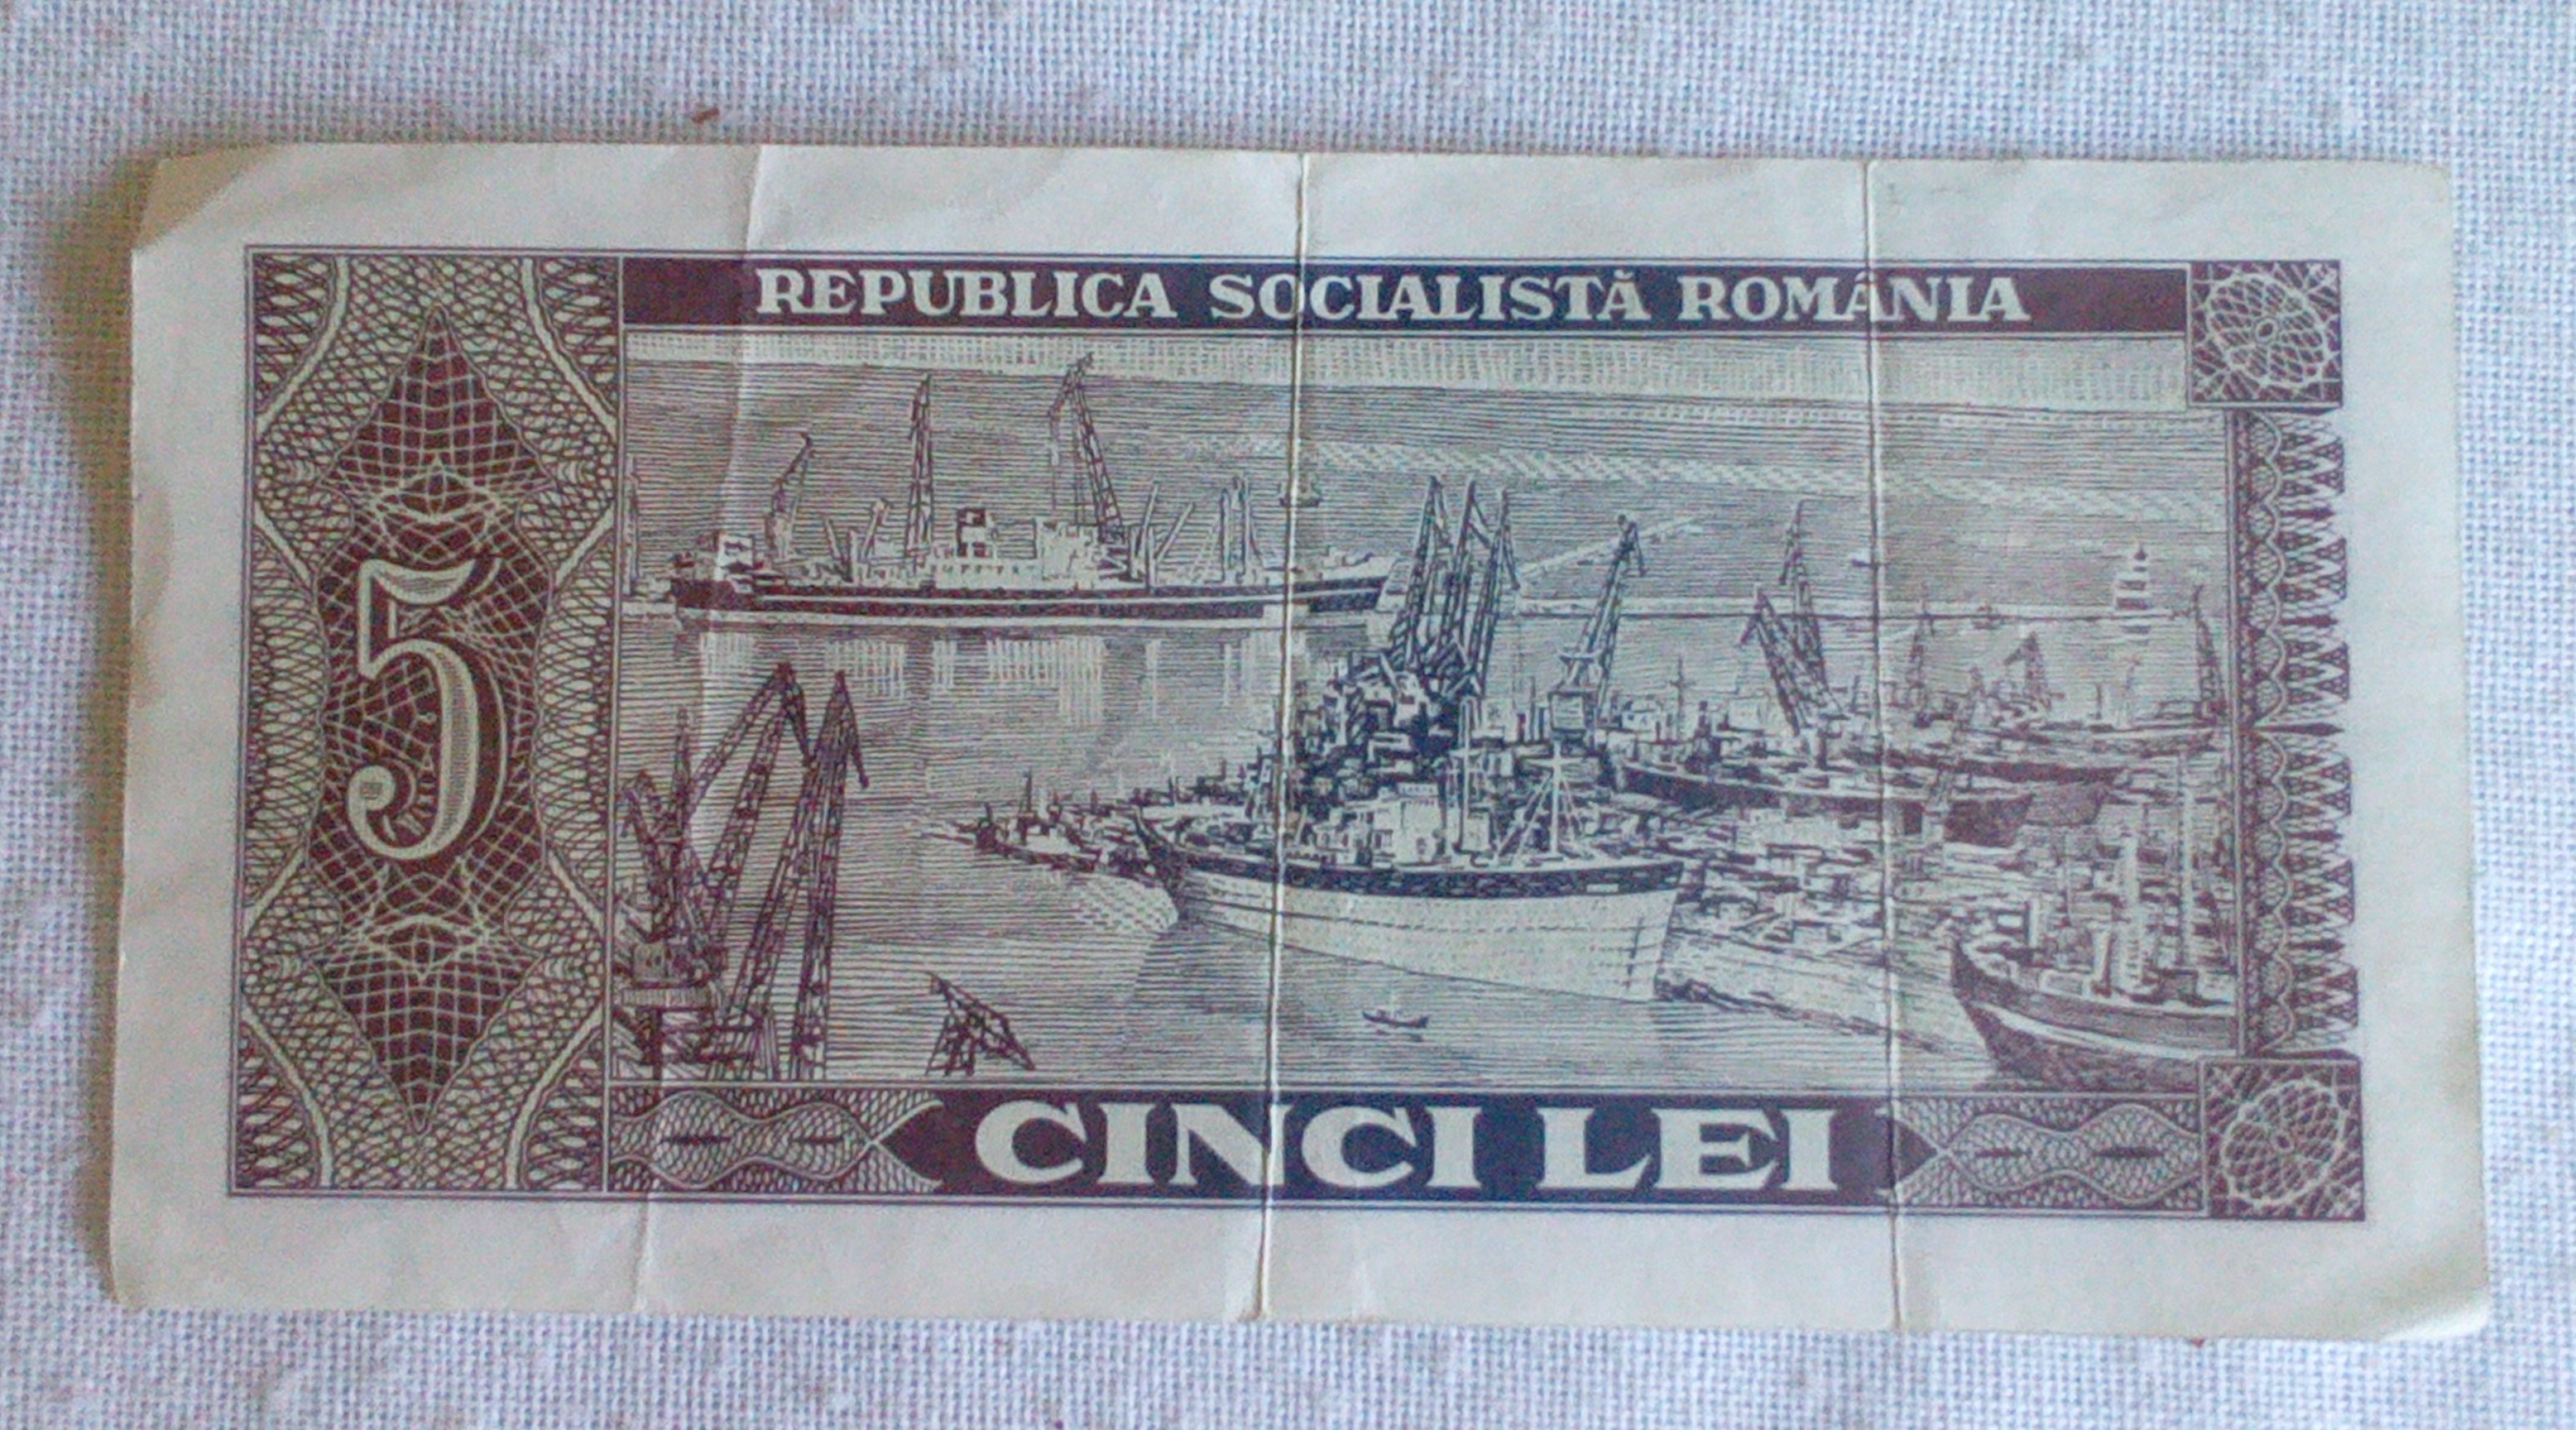 REPUBLICA SOCIALISTĂ ROMÂNIA
5
CINCI LEI